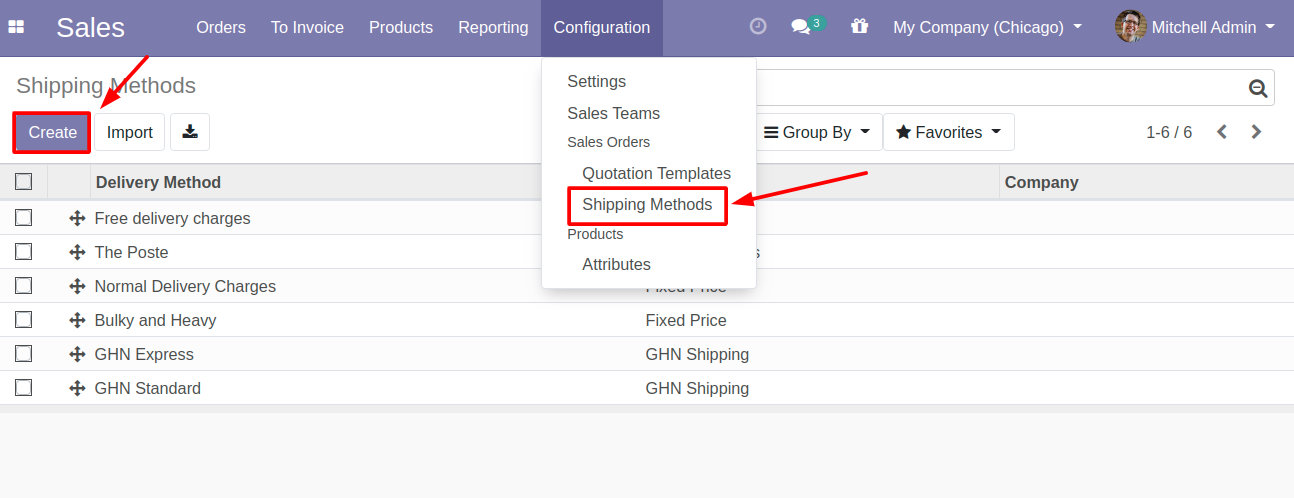 Sales Orders To Invoice Products Reporting Configuration 3 My Company (Chicago) Mitchell Admin
Shipping Methods
Create Import
Settings
Sales Teams
Sales Orders
Quotation Templates
Shipping Methods
Products
Attributes
Group By Favorites 1-6 / 6
Delivery Method Company
Free delivery charges
The Poste s
Normal Delivery Charges Fixed Price
Bulky and Heavy Fixed Price
GHN Express GHN Shipping
GHN Standard GHN Shipping